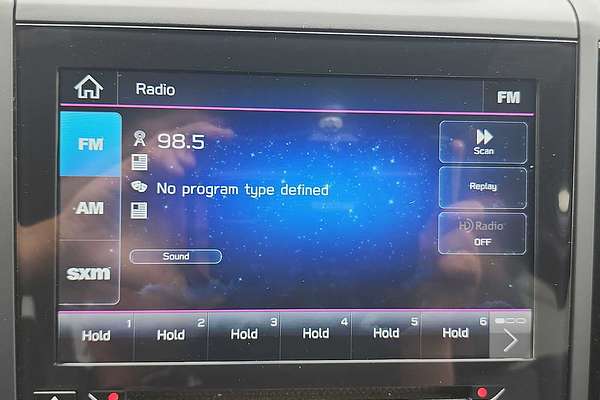 Radio
FM
FM
AM
sxm
98.5
No program type defined
Sound
Scan
Replay
HD Radio
OFF
Hold 1
Hold 2
Hold 3
Hold 4
Hold 5
Hold 6